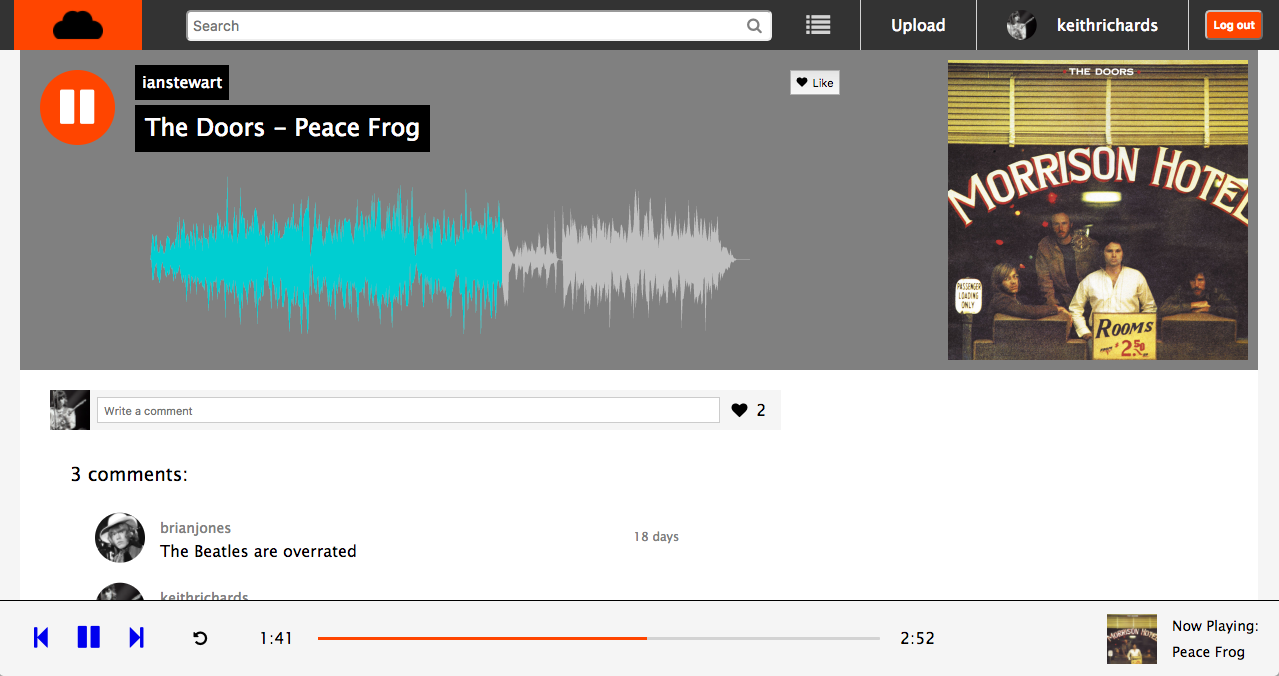 Search
Upload
keithrichards
Log out
ianstewart
The Doors – Peace Frog
Like
THE DOORS
MORRISON HOTEL
PASSENGER
LOADING
ONLY
ROOMS
2.50
Write a comment
2
3 comments:
brianjones
18 days
The Beatles are overrated
keithrichards
1:41
2:52
MORRISON HOTEL
Now Playing:
Peace Frog